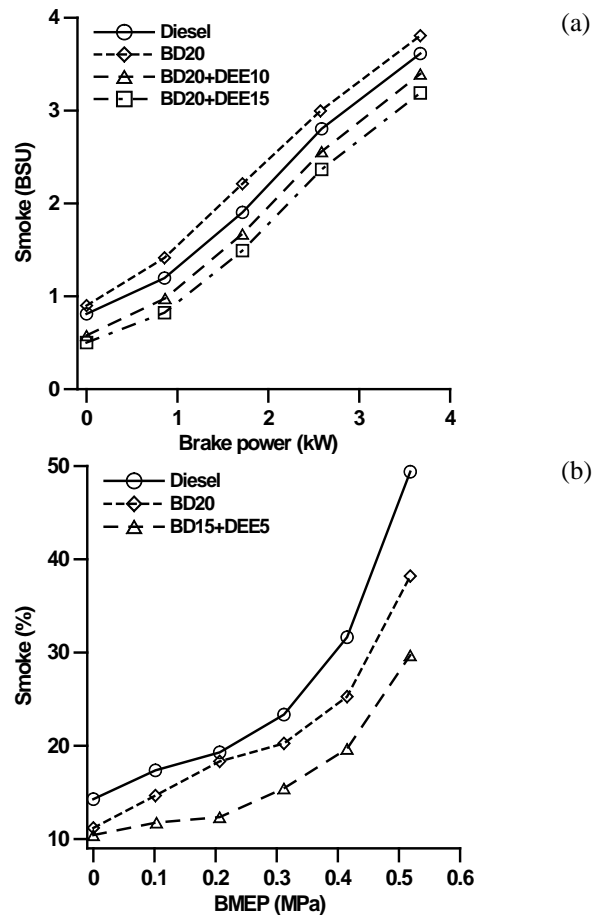 (a)
Diesel
BD20
BD20+DEE10
BD20+DEE15
Smoke (BSU)
4
3
2
1
0
0 1 2 3 4
Brake power (kW)
(b)
Diesel
BD20
BD15+DEE5
Smoke (%)
50
40
30
20
10
0 0.1 0.2 0.3 0.4 0.5 0.6
BMEP (MPa)